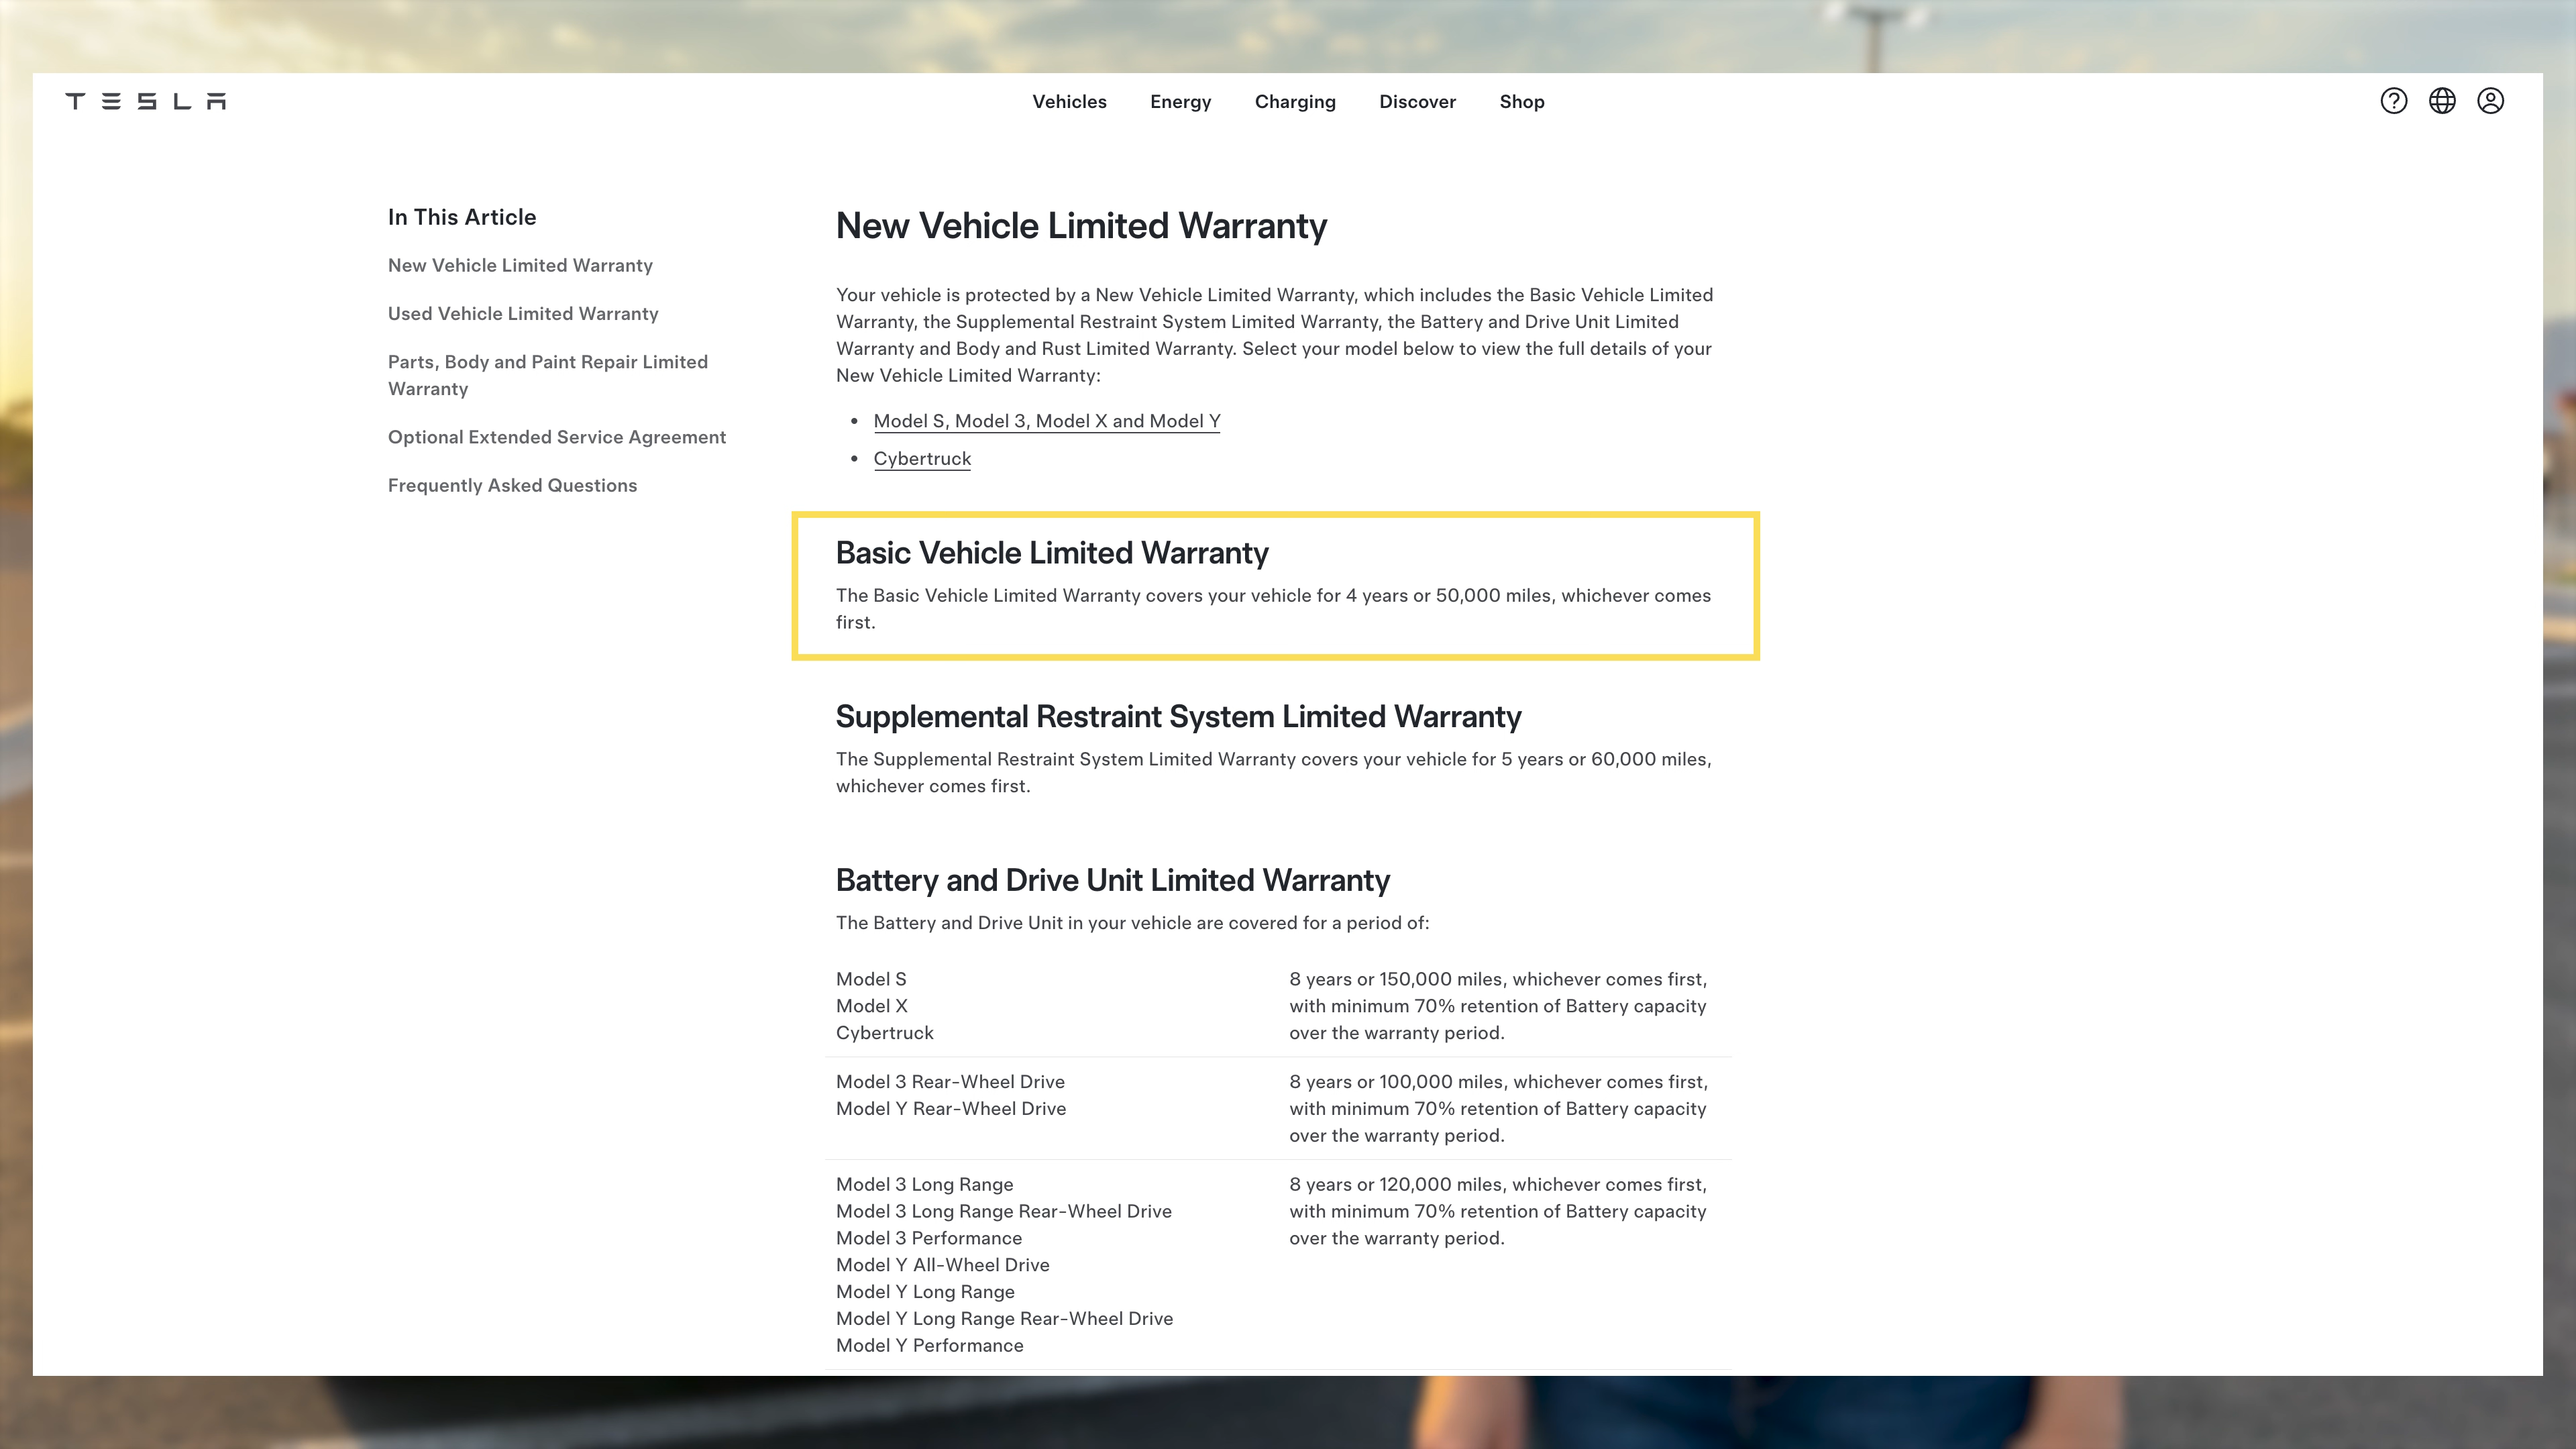 TESLA
Vehicles Energy Charging Discover Shop
In This Article
New Vehicle Limited Warranty
Used Vehicle Limited Warranty
Parts, Body and Paint Repair Limited
Warranty
Optional Extended Service Agreement
Frequently Asked Questions
New Vehicle Limited Warranty
Your vehicle is protected by a New Vehicle Limited Warranty, which includes the Basic Vehicle Limited
Warranty, the Supplemental Restraint System Limited Warranty, the Battery and Drive Unit Limited
Warranty and Body and Rust Limited Warranty. Select your model below to view the full details of your
New Vehicle Limited Warranty:
• Model S, Model 3, Model X and Model Y
• Cybertruck
Basic Vehicle Limited Warranty
The Basic Vehicle Limited Warranty covers your vehicle for 4 years or 50,000 miles, whichever comes
first.
Supplemental Restraint System Limited Warranty
The Supplemental Restraint System Limited Warranty covers your vehicle for 5 years or 60,000 miles,
whichever comes first.
Battery and Drive Unit Limited Warranty
The Battery and Drive Unit in your vehicle are covered for a period of:
Model S
Model X
Cybertruck
8 years or 150,000 miles, whichever comes first,
with minimum 70% retention of Battery capacity
over the warranty period.
Model 3 Rear-Wheel Drive
Model Y Rear-Wheel Drive
8 years or 100,000 miles, whichever comes first,
with minimum 70% retention of Battery capacity
over the warranty period.
Model 3 Long Range
Model 3 Long Range Rear-Wheel Drive
Model 3 Performance
Model Y All-Wheel Drive
Model Y Long Range
Model Y Long Range Rear-Wheel Drive
Model Y Performance
8 years or 120,000 miles, whichever comes first,
with minimum 70% retention of Battery capacity
over the warranty period.